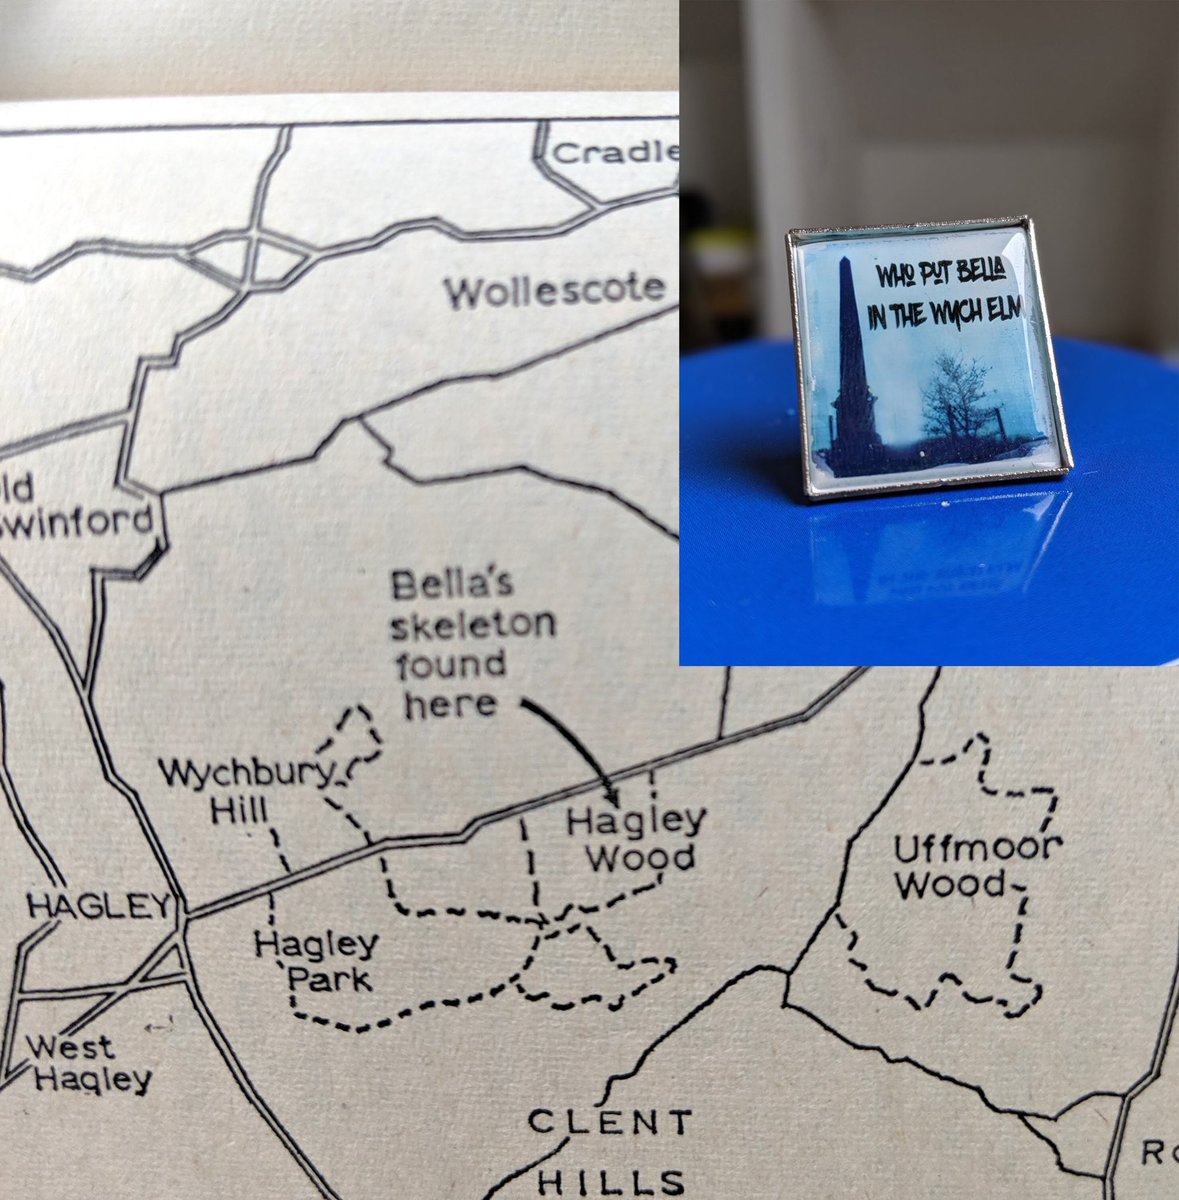 Cradle
Wollescote
ld
Swinford
Bella's
skeleton
found
here
Wychbury
Hill
Hagley
Wood
Uffmoor
Wood
HAGLEY
Hagley
Park
West
Hagley
CLENT
HILLS
WHO PUT BELLA
IN THE WYCH ELM